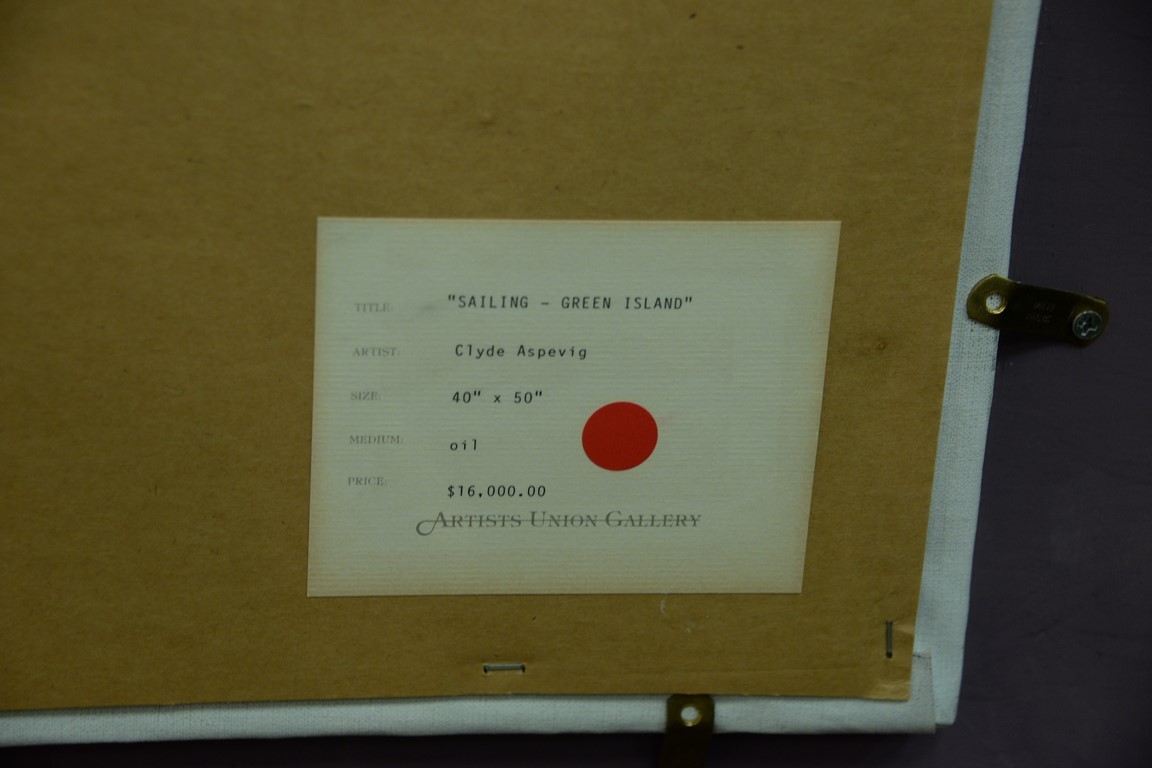 TITLE: "SAILING – GREEN ISLAND"
ARTIST: Clyde Aspevig
SIZE: 40" x 50"
MEDIUM: oil
PRICE: $16,000.00
ARTISTS UNION GALLERY